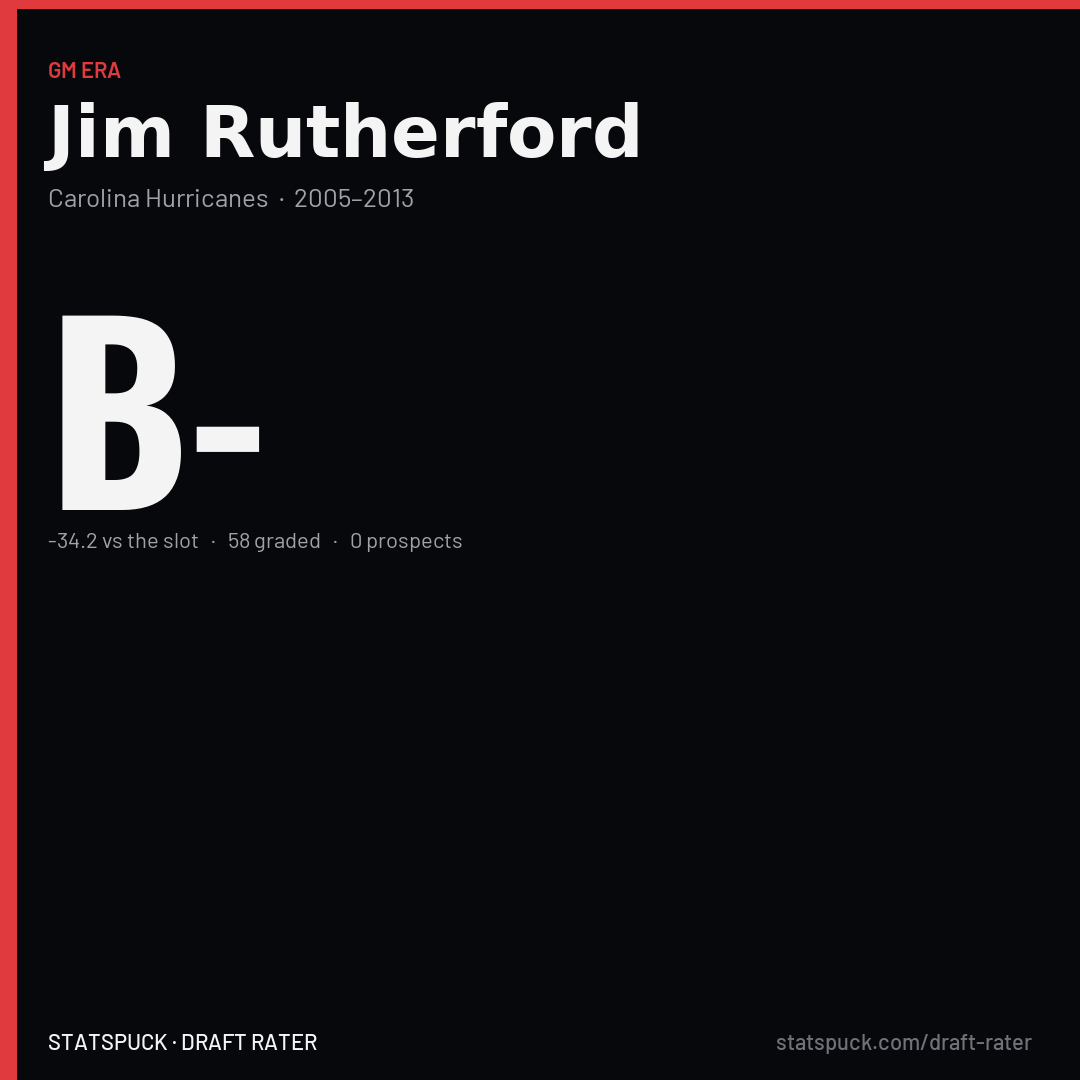 GM ERA
Jim Rutherford
Carolina Hurricanes · 2005–2013
B-
-34.2 vs the slot · 58 graded · 0 prospects
STATSPUCK · DRAFT RATER
statspuck.com/draft-rater